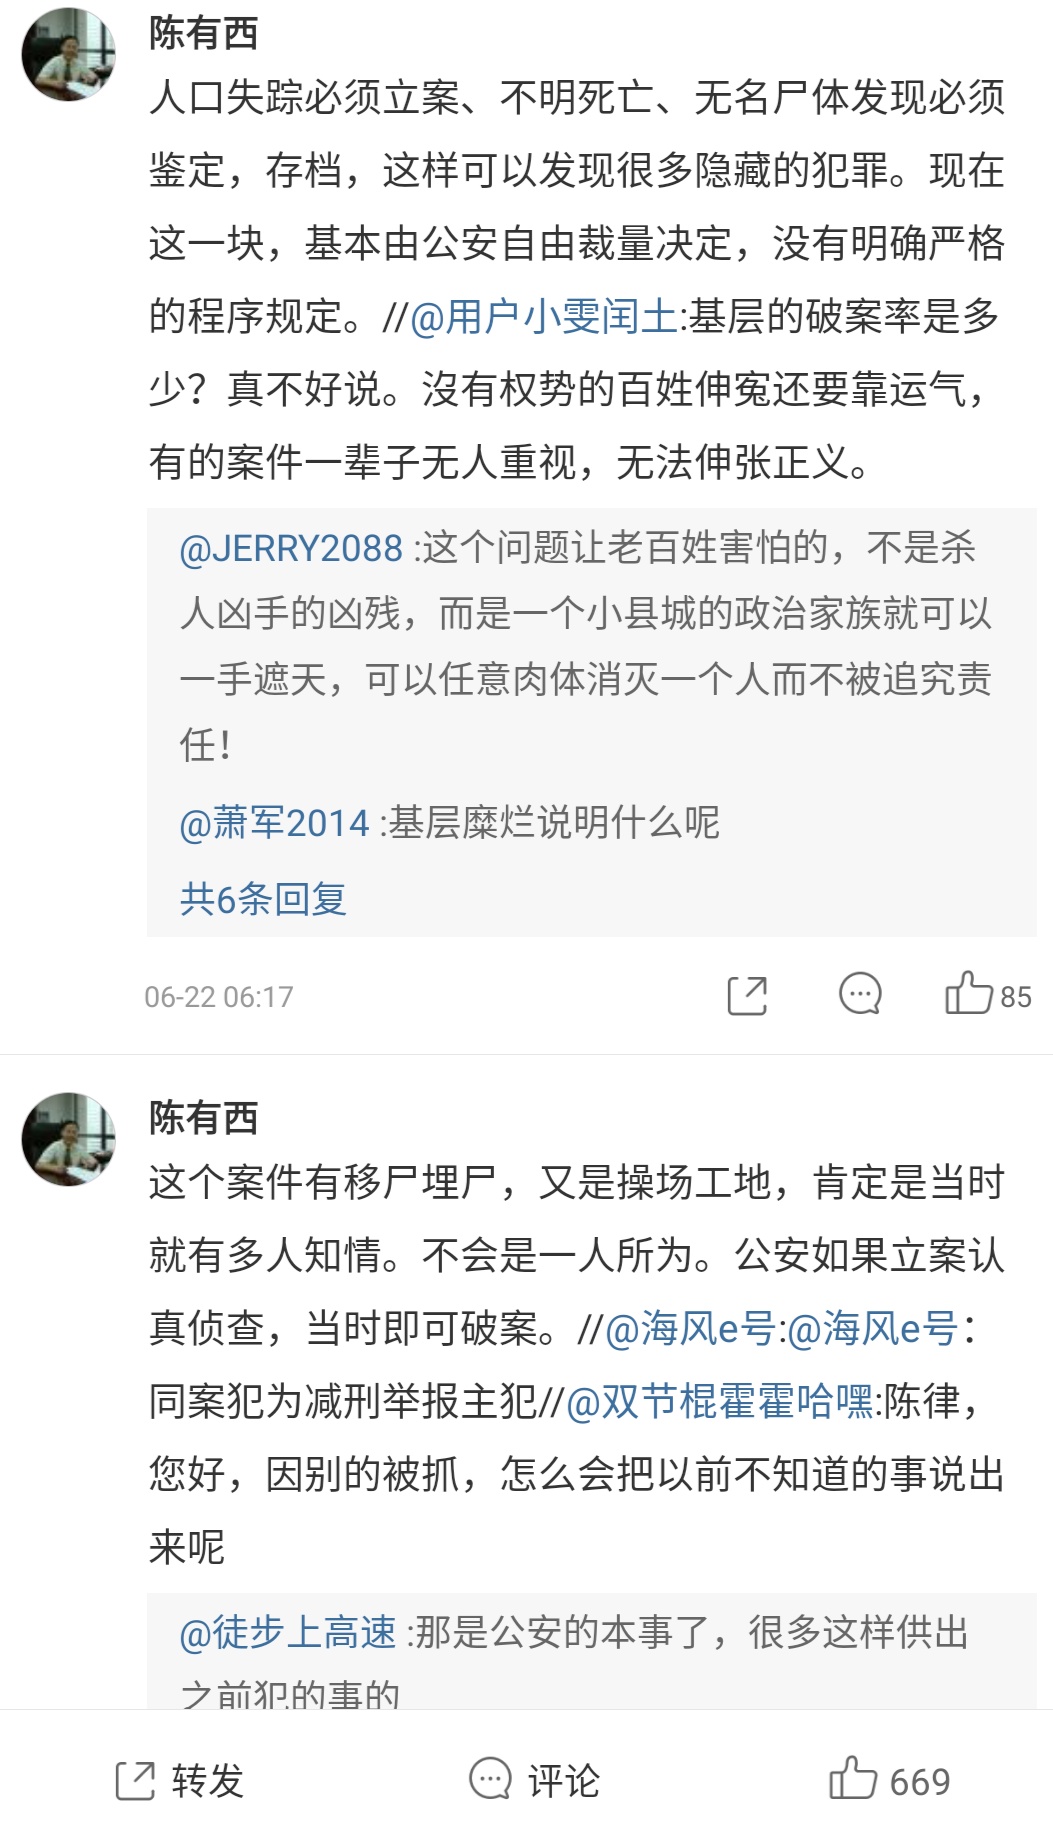 陈有西
人口失踪必须立案、不明死亡、无名尸体发现必须
鉴定，存档，这样可以发现很多隐藏的犯罪。现在
这一块，基本由公安自由裁量决定，没有明确严格
的程序规定。//@用户小雯闰土:基层的破案率是多
少？真不好说。沒有权势的百姓伸冤还要靠运气，
有的案件一辈子无人重视，无法伸张正义。
@JERRY2088 :这个问题让老百姓害怕的，不是杀
人凶手的凶残，而是一个小县城的政治家族就可以
一手遮天，可以任意肉体消灭一个人而不被追究责
任！
@萧军2014 :基层糜烂说明什么呢
共6条回复
06-22 06:17
85
陈有西
这个案件有移尸埋尸，又是操场工地，肯定是当时
就有多人知情。不会是一人所为。公安如果立案认
真侦查，当时即可破案。//@海风e号:@海风e号：
同案犯为减刑举报主犯//@双节棍霍霍哈嘿:陈律，
您好，因别的被抓，怎么会把以前不知道的事说出
来呢
@徒步上高速 :那是公安的本事了，很多这样供出
之前犯的事的
转发
评论
669